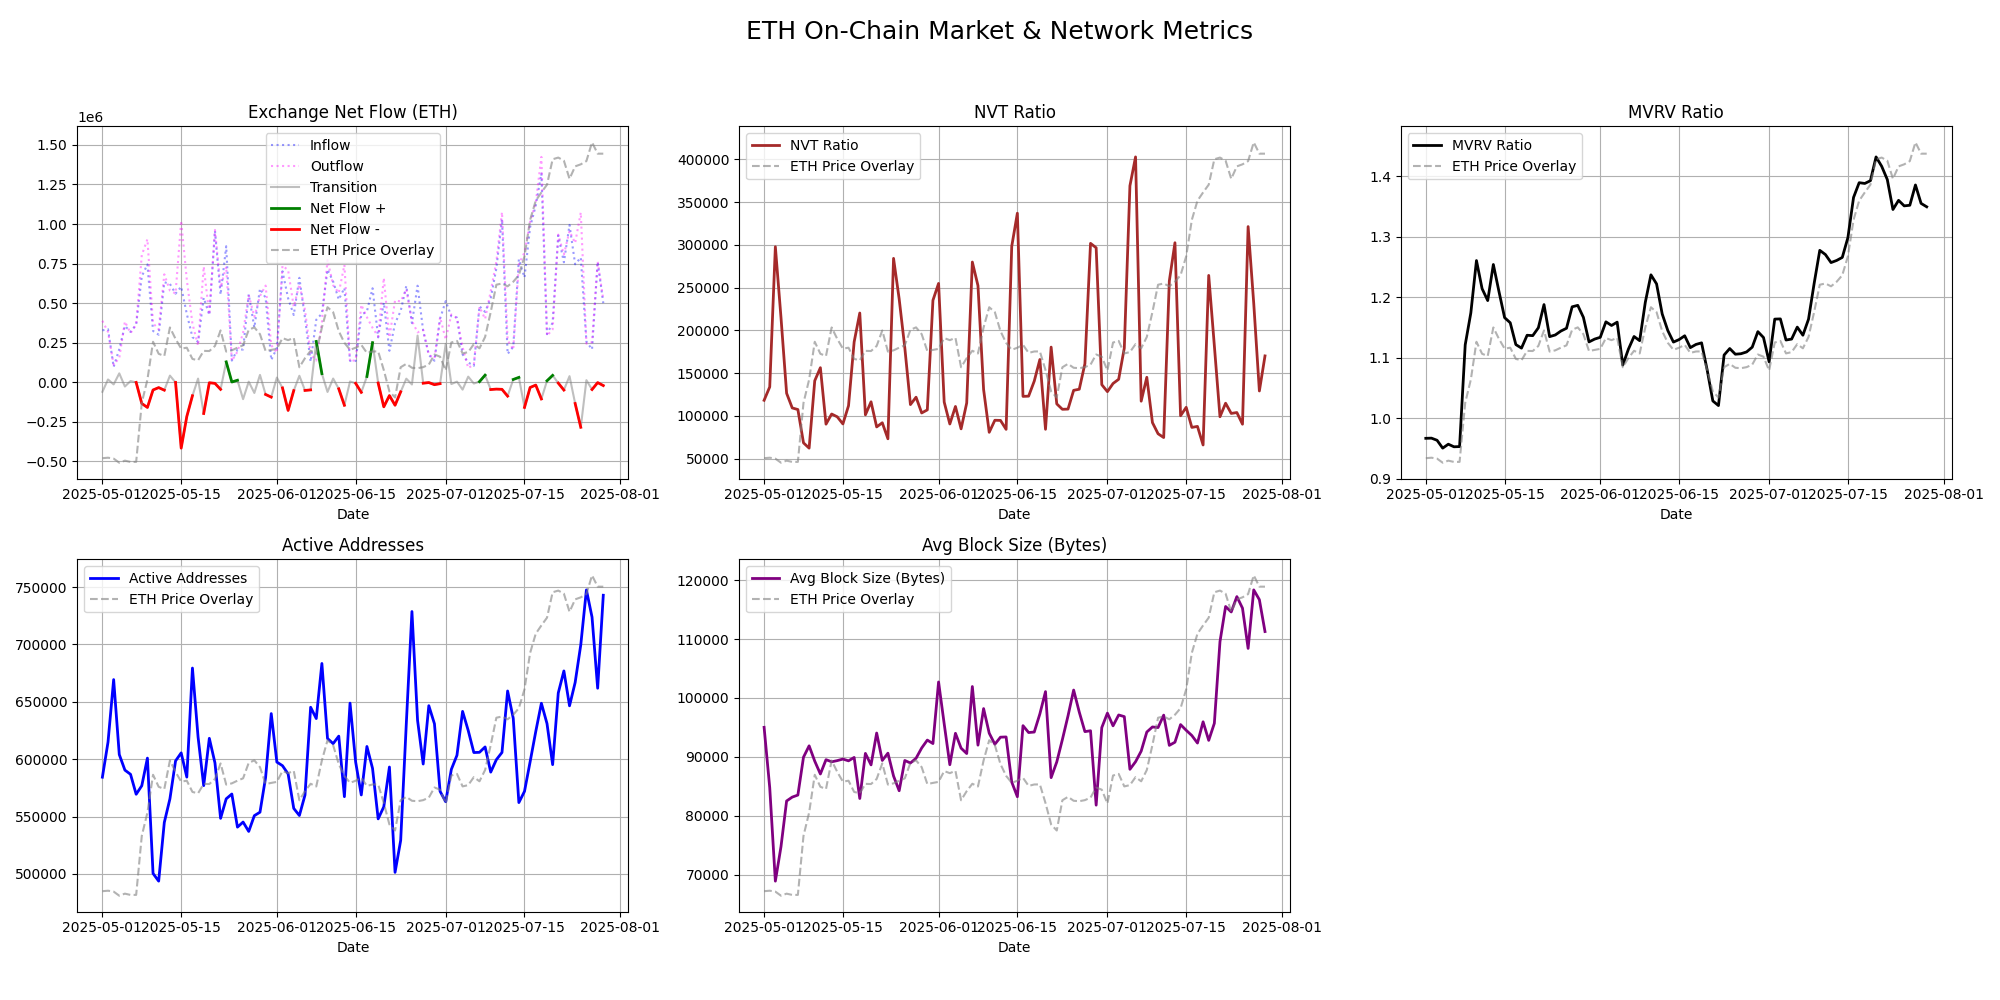 ETH On-Chain Market & Network Metrics
Exchange Net Flow (ETH)
1e6
Inflow
Outflow
Transition
Net Flow +
Net Flow -
ETH Price Overlay
1.50
1.25
1.00
0.75
0.50
0.25
0.00
−0.25
−0.50
2025-05-01 2025-05-15 2025-06-01 2025-06-15 2025-07-01 2025-07-15 2025-08-01
Date
NVT Ratio
NVT Ratio
ETH Price Overlay
400000
350000
300000
250000
200000
150000
100000
50000
2025-05-01 2025-05-15 2025-06-01 2025-06-15 2025-07-01 2025-07-15 2025-08-01
Date
MVRV Ratio
MVRV Ratio
ETH Price Overlay
1.4
1.3
1.2
1.1
1.0
0.9
2025-05-01 2025-05-15 2025-06-01 2025-06-15 2025-07-01 2025-07-15 2025-08-01
Date
Active Addresses
Active Addresses
ETH Price Overlay
750000
700000
650000
600000
550000
500000
2025-05-01 2025-05-15 2025-06-01 2025-06-15 2025-07-01 2025-07-15 2025-08-01
Date
Avg Block Size (Bytes)
Avg Block Size (Bytes)
ETH Price Overlay
120000
110000
100000
90000
80000
70000
2025-05-01 2025-05-15 2025-06-01 2025-06-15 2025-07-01 2025-07-15 2025-08-01
Date